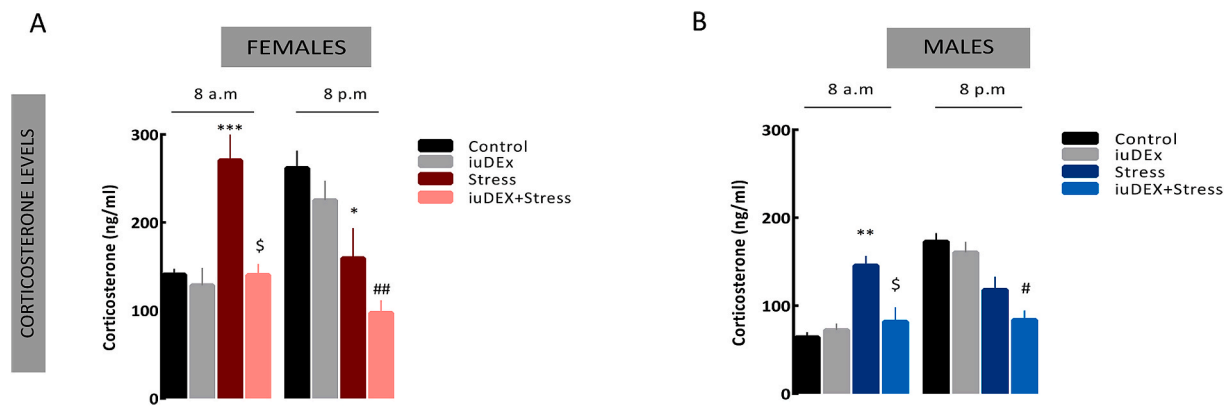 A
FEMALES
CORTICOSTERONE LEVELS
8 a.m
8 p.m
Corticosterone (ng/ml)
300
200
100
0
***
$
*
##
Control
iuDEx
Stress
iuDEX+Stress
B
MALES
8 a.m
8 p.m
Corticosterone (ng/ml)
300
200
100
0
**
$
#
Control
iuDEx
Stress
iuDEX+Stress